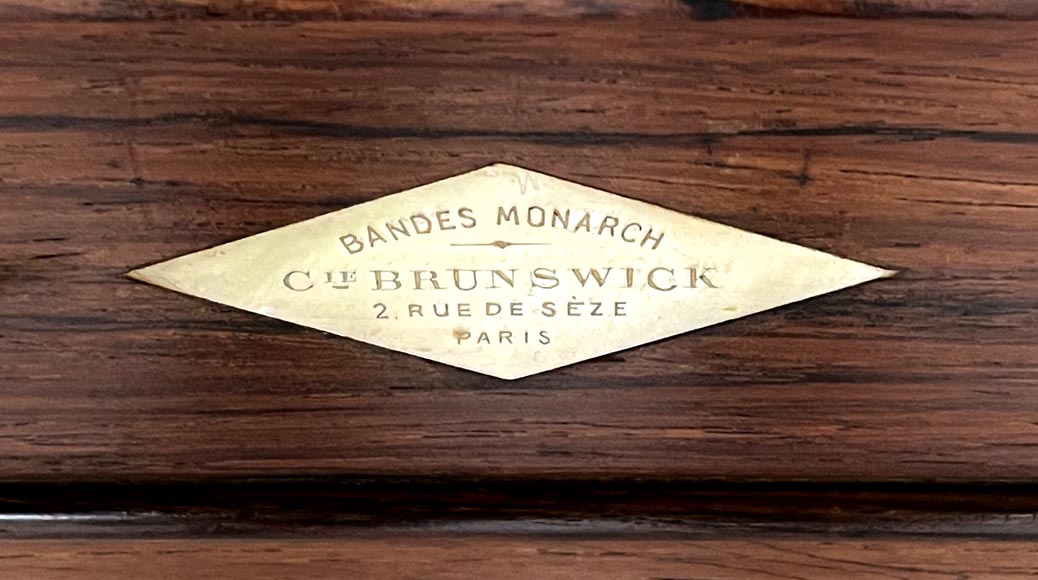 BANDES MONARCH
CIE BRUNSWICK
2. RUE DE SÈZE
PARIS